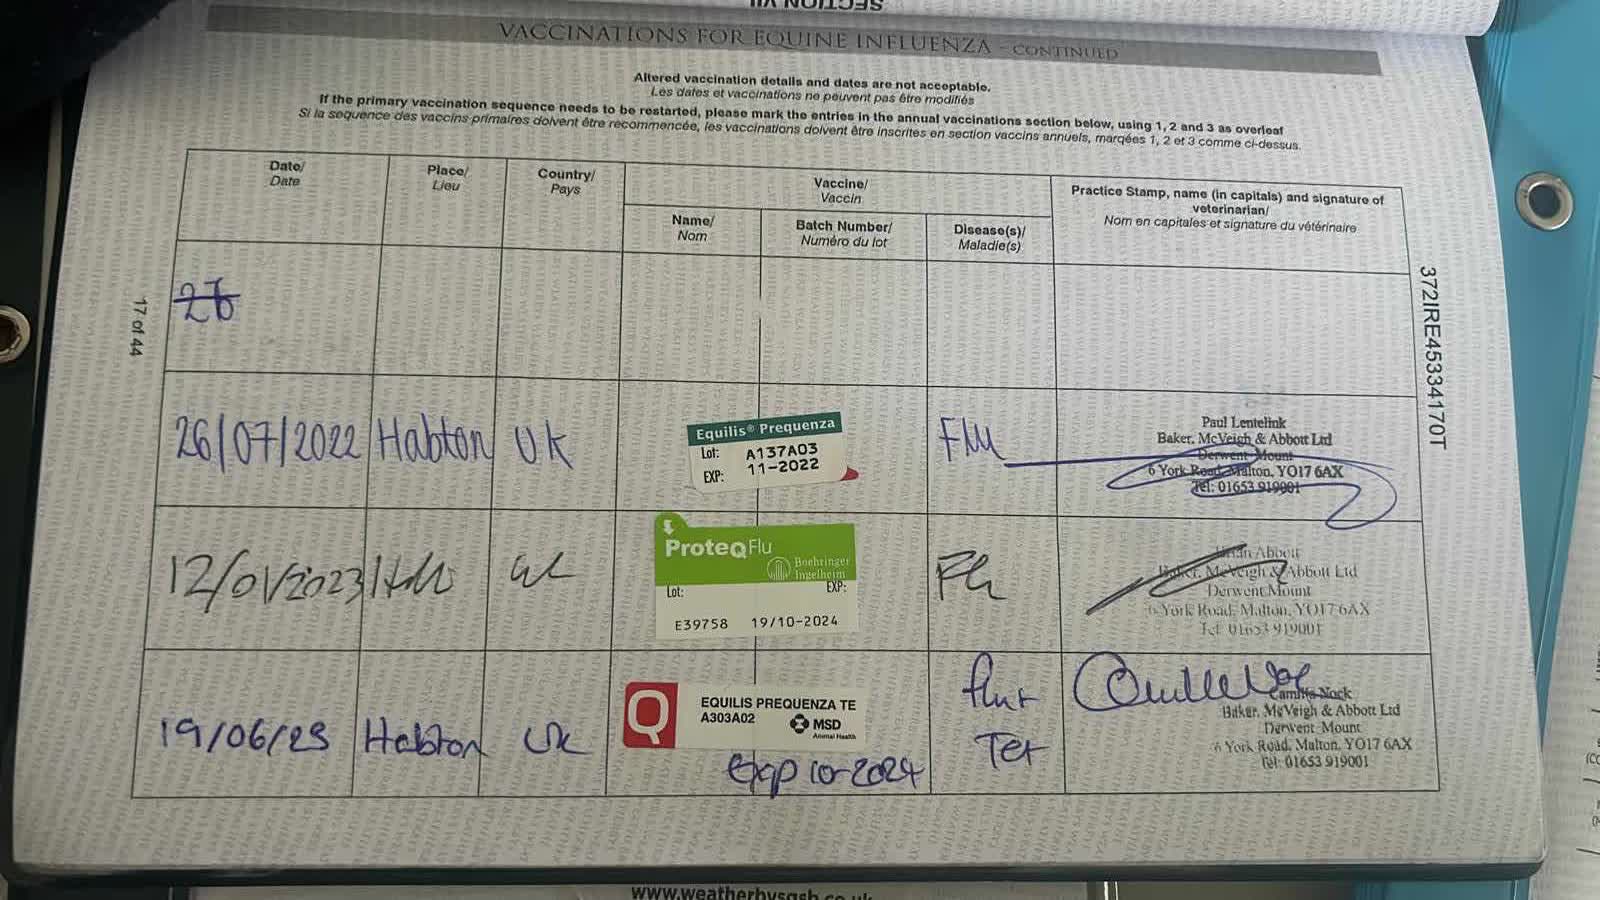 SECTION VII
VACCINATIONS FOR EQUINE INFLUENZA - CONTINUED
Altered vaccination details and dates are not acceptable.
Les dates et vaccinations ne peuvent pas être modifiés
If the primary vaccination sequence needs to be restarted, please mark the entries in the annual vaccinations section below, using 1, 2 and 3 as overleaf
Si la sequence des vaccins primaires doivent être recommencée, les vaccinations doivent être inscrites en section vaccins annuels, marqées 1, 2 et 3 comme ci-dessus.
Date/
Date
Place/
Lieu
Country/
Pays
Vaccine/
Vaccin
Name/
Nom
Batch Number/
Numéro du lot
Disease(s)/
Maladie(s)
Practice Stamp, name (in capitals) and signature of
veterinarian/
Nom en capitales et signature du vétérinaire
26
26/07/2022 Habton UK
Equilis® Prequenza
Lot: A137A03
EXP: 11-2022
Flu
Paul Lentelink
Baker, McVeigh & Abbott Ltd
Derwent Mount
6 York Road, Malton, YO17 6AX
Tel: 01653 919001
12/01/2023
ProteqFlu
Boehringer
Ingelheim
Lot: EXP:
E39758 19/10-2024
Flu
Abbott
Baker, McVeigh & Abbott Ltd
Derwent Mount
6 York Road, Malton, YO17 6AX
Tel: 01653 919001
19/06/23 Habton UK
Q
EQUILIS PREQUENZA TE
A303A02
MSD
Animal Health
Exp 10-2024
Flu +
Tet
Camilla Nock
Baker, McVeigh & Abbott Ltd
Derwent Mount
6 York Road, Malton, YO17 6AX
Tel: 01653 919001
17 of 44
372IRE45334170T
www.weatherbysgsb.co.uk